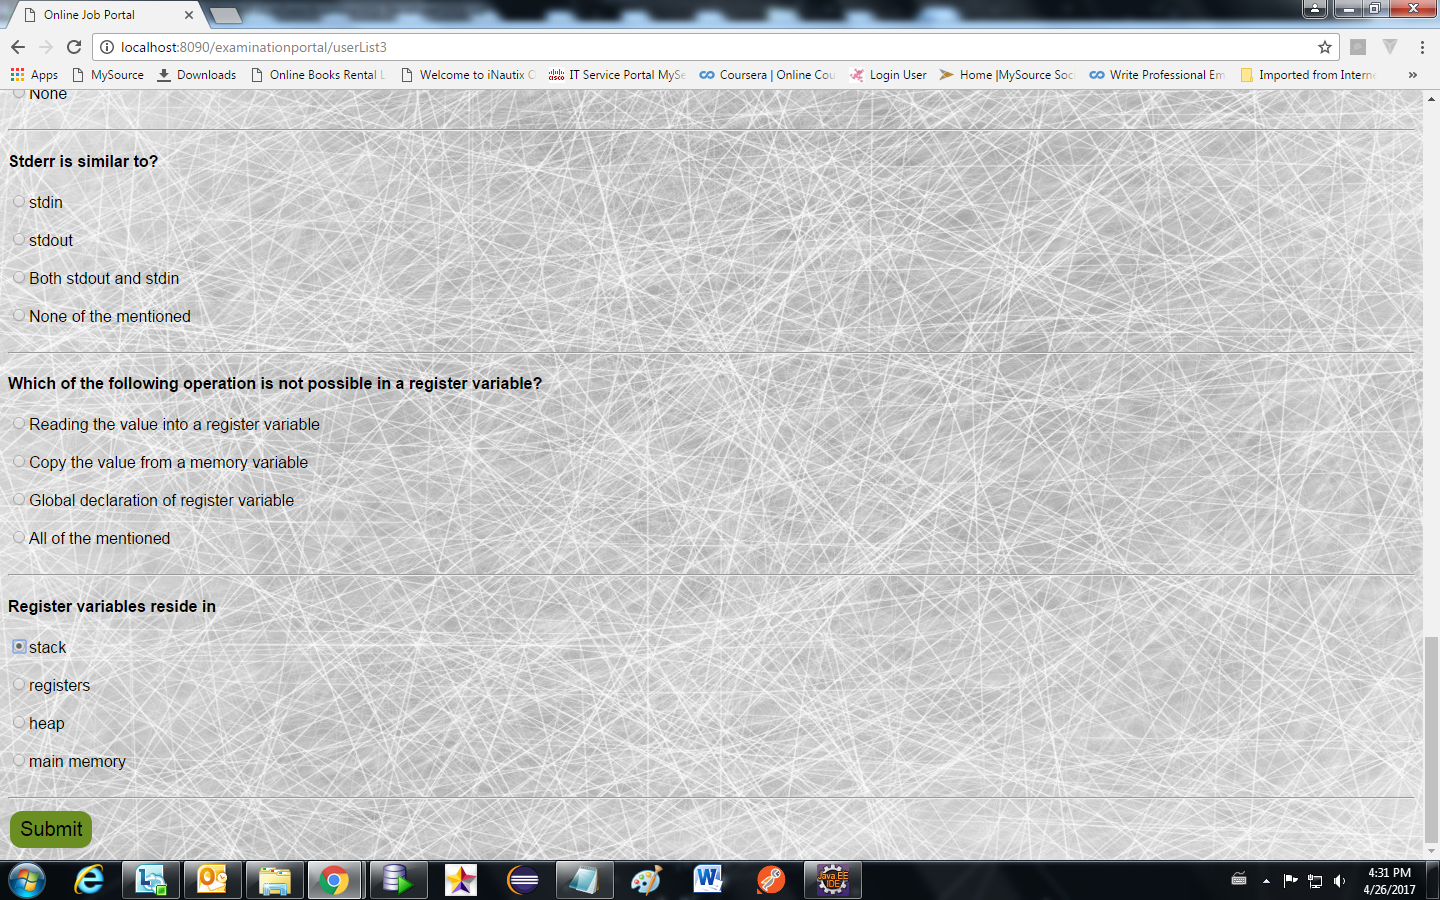 Online Job Portal
localhost:8090/examinationportal/userList3
Apps MySource Downloads Online Books Rental Welcome to iNautix IT Service Portal MySe Coursera | Online Cou Login User Home |MySource Soc Write Professional Em Imported from Intern »
None
Stderr is similar to?
stdin
stdout
Both stdout and stdin
None of the mentioned
Which of the following operation is not possible in a register variable?
Reading the value into a register variable
Copy the value from a memory variable
Global declaration of register variable
All of the mentioned
Register variables reside in
stack
registers
heap
main memory
Submit
Java EE
IDE
4:31 PM
4/26/2017